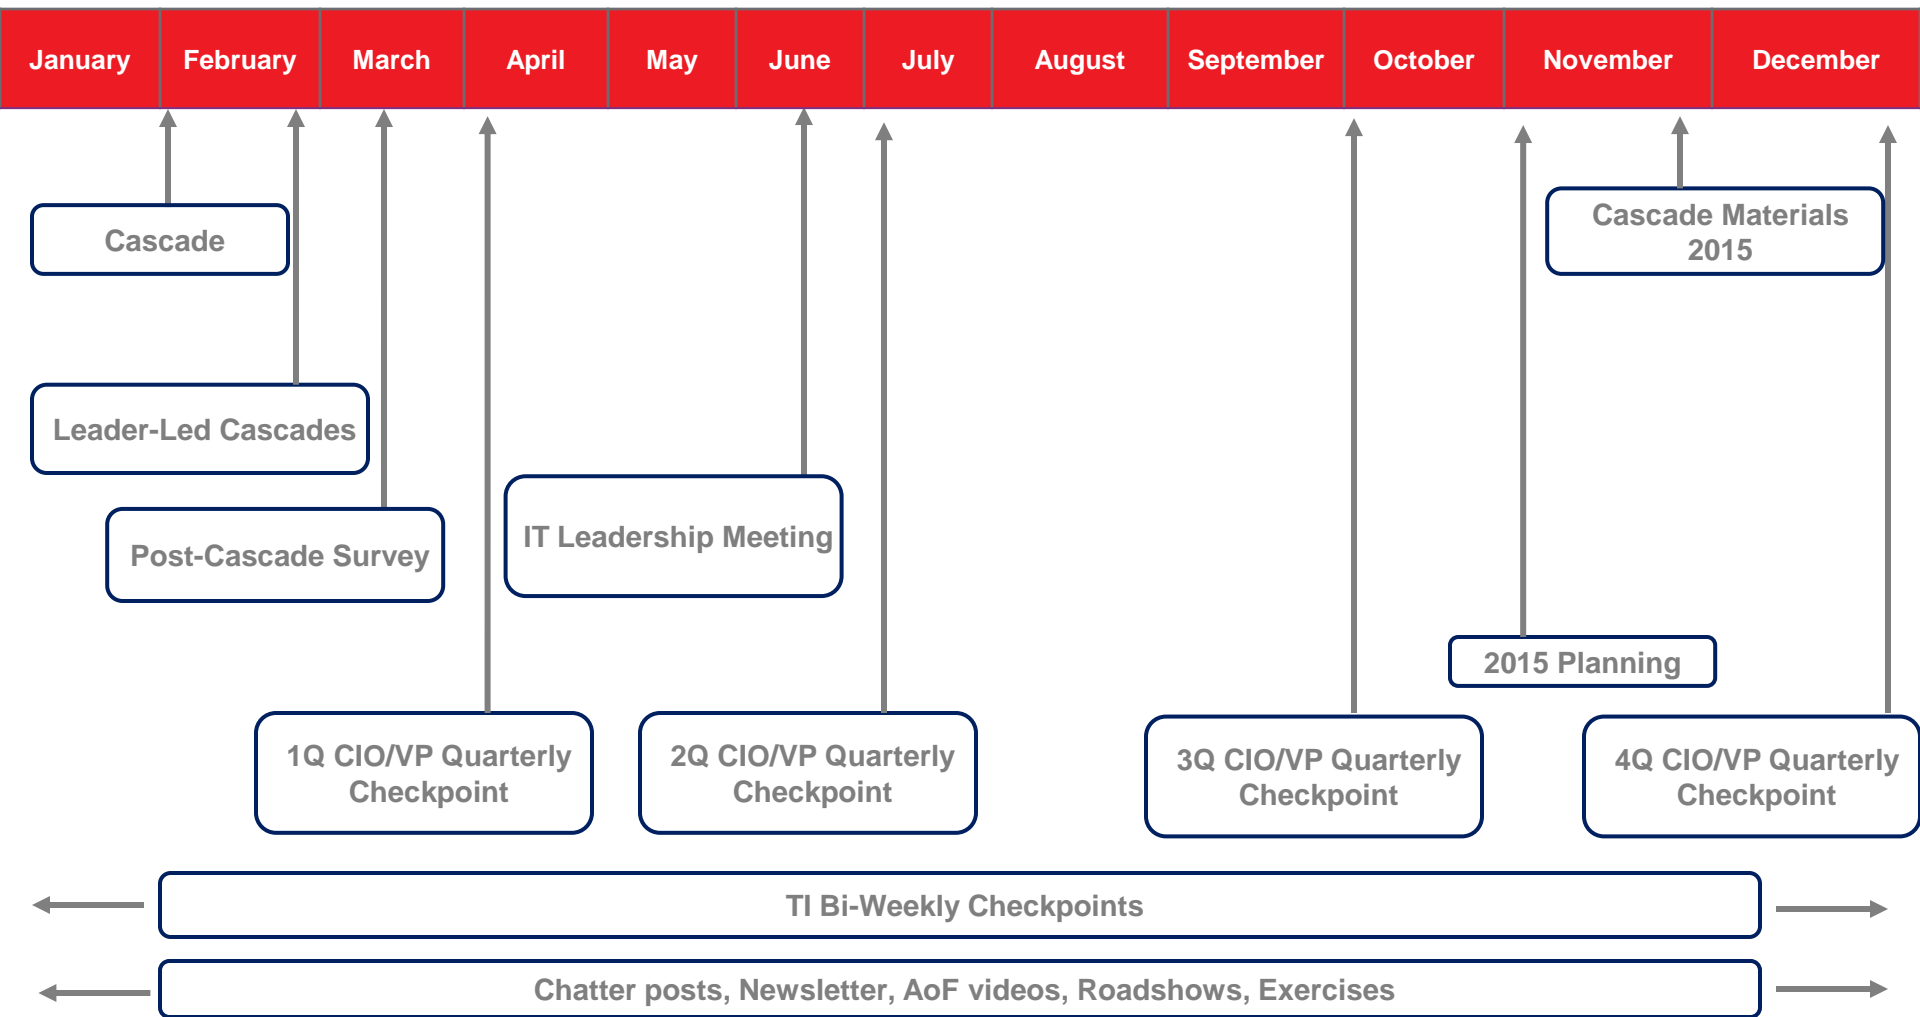 January February March April May June July August September October November December
Cascade
Cascade Materials
2015
Leader-Led Cascades
Post-Cascade Survey
IT Leadership Meeting
2015 Planning
1Q CIO/VP Quarterly
Checkpoint
2Q CIO/VP Quarterly
Checkpoint
3Q CIO/VP Quarterly
Checkpoint
4Q CIO/VP Quarterly
Checkpoint
TI Bi-Weekly Checkpoints
Chatter posts, Newsletter, AoF videos, Roadshows, Exercises